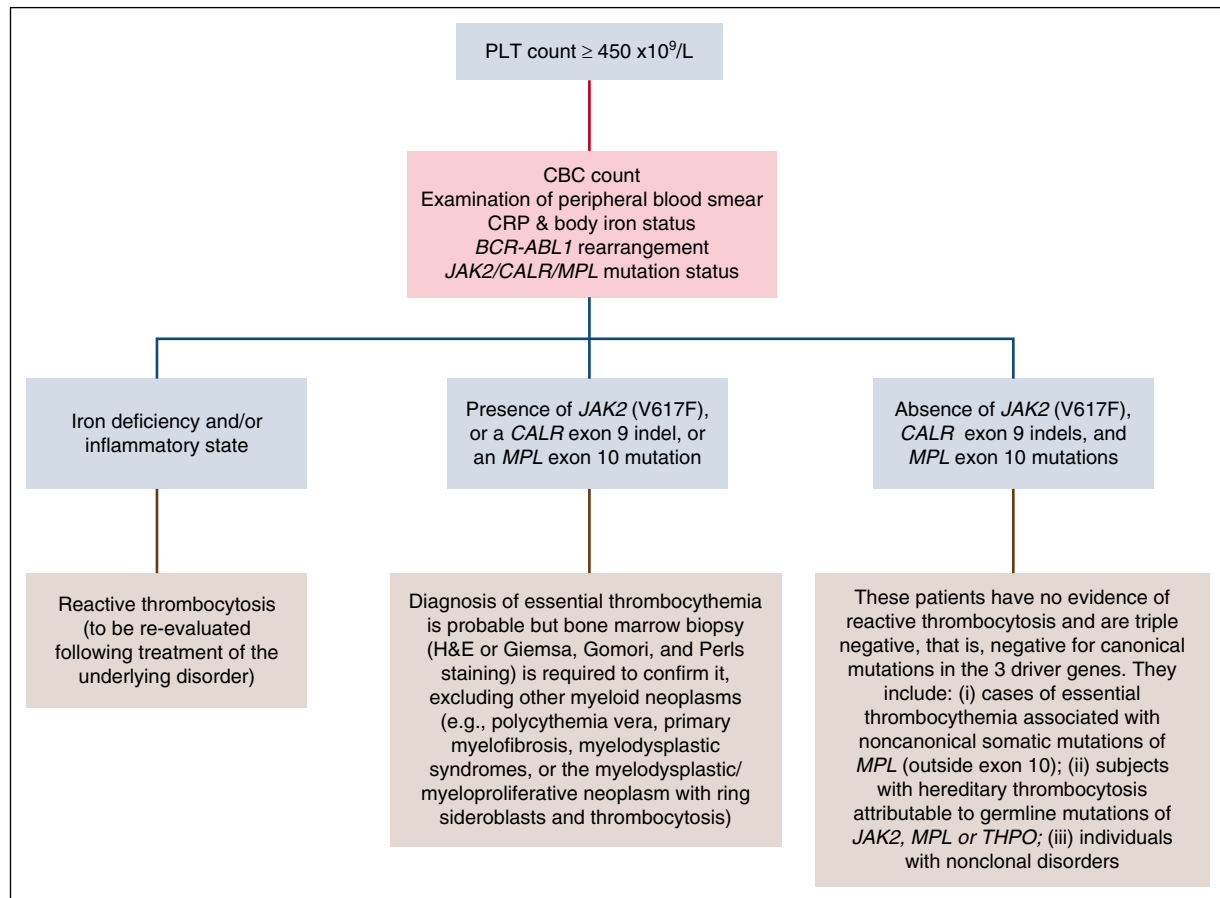 PLT count ≥ 450 x10⁹/L
CBC count
Examination of peripheral blood smear
CRP & body iron status
BCR-ABL1 rearrangement
JAK2/CALR/MPL mutation status
Iron deficiency and/or
inflammatory state
Presence of JAK2 (V617F),
or a CALR exon 9 indel, or
an MPL exon 10 mutation
Absence of JAK2 (V617F),
CALR exon 9 indels, and
MPL exon 10 mutations
Reactive thrombocytosis
(to be re-evaluated
following treatment of the
underlying disorder)
Diagnosis of essential thrombocythemia
is probable but bone marrow biopsy
(H&E or Giemsa, Gomori, and Perls
staining) is required to confirm it,
excluding other myeloid neoplasms
(e.g., polycythemia vera, primary
myelofibrosis, myelodysplastic
syndromes, or the myelodysplastic/
myeloproliferative neoplasm with ring
sideroblasts and thrombocytosis)
These patients have no evidence of
reactive thrombocytosis and are triple
negative, that is, negative for canonical
mutations in the 3 driver genes. They
include: (i) cases of essential
thrombocythemia associated with
noncanonical somatic mutations of
MPL (outside exon 10); (ii) subjects
with hereditary thrombocytosis
attributable to germline mutations of
JAK2, MPL or THPO; (iii) individuals
with nonclonal disorders